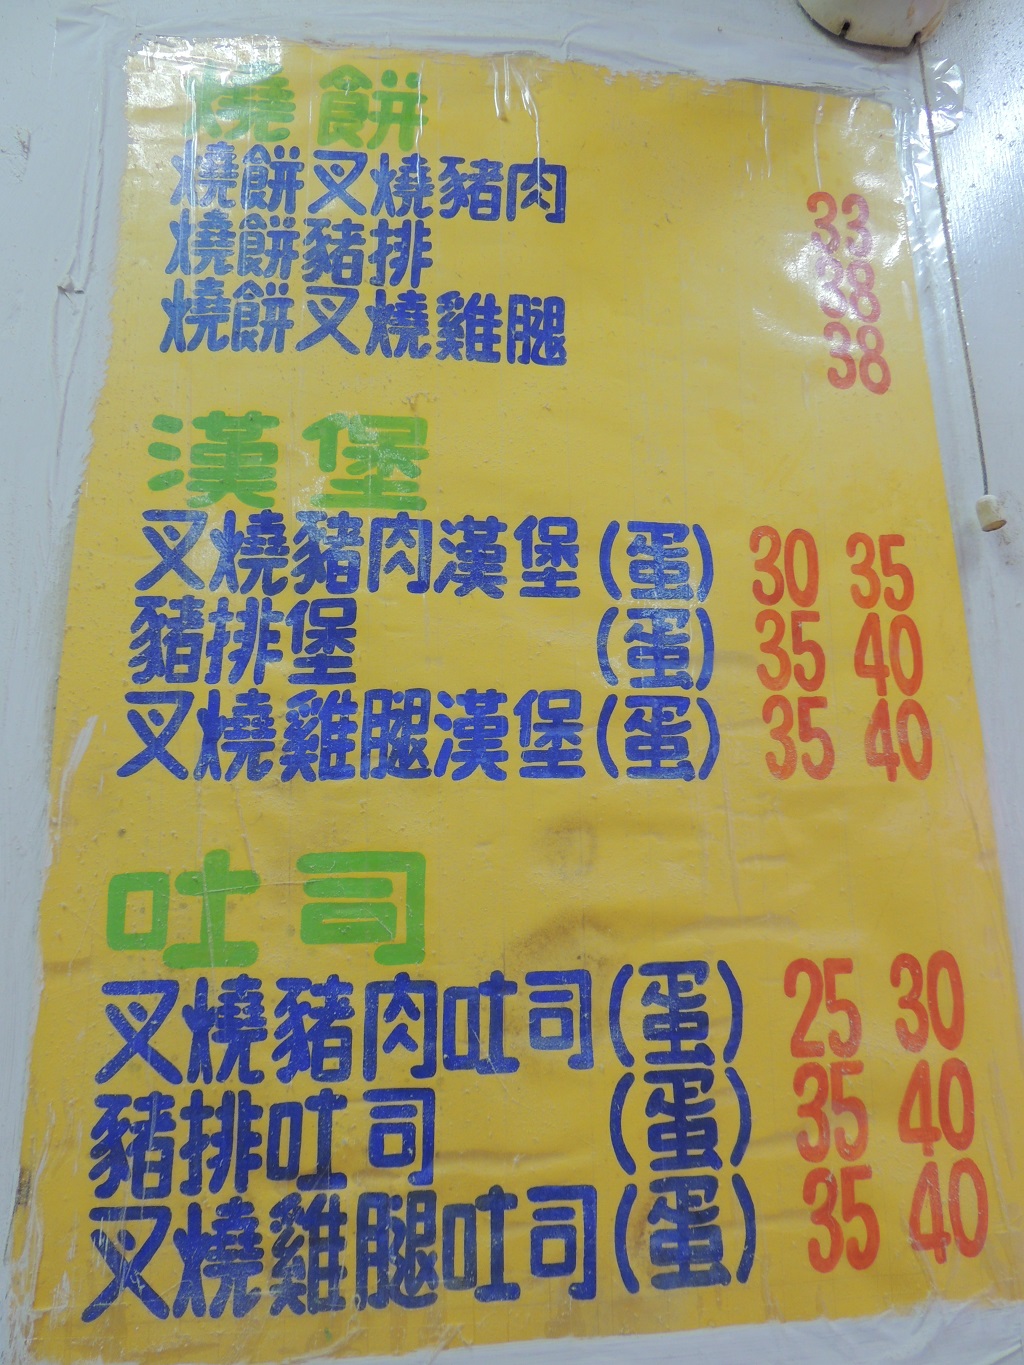 燒餅
燒餅叉燒豬肉 33
燒餅豬排 38
燒餅叉燒雞腿 38
漢堡
叉燒豬肉漢堡(蛋) 30 35
豬排堡 (蛋) 35 40
叉燒雞腿漢堡(蛋) 35 40
吐司
叉燒豬肉吐司(蛋) 25 30
豬排吐司 (蛋) 35 40
叉燒雞腿吐司(蛋) 35 40